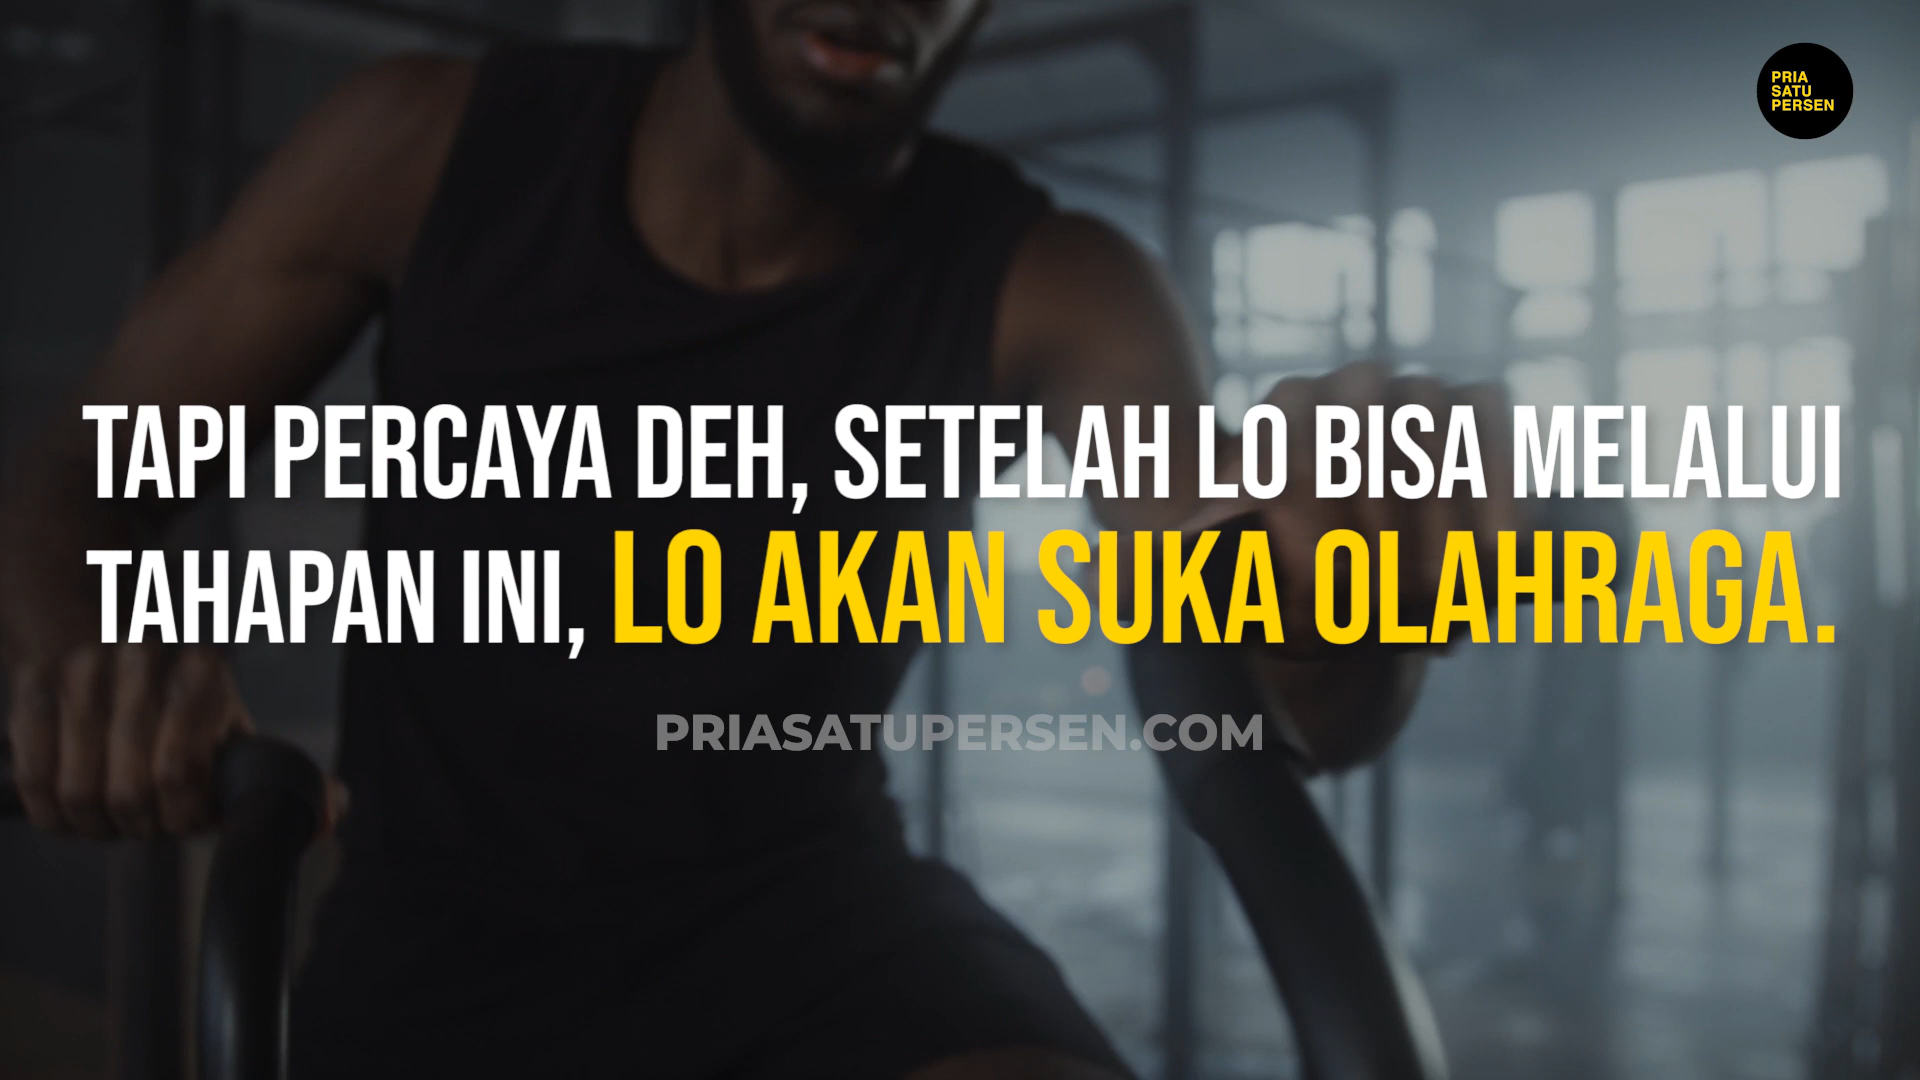 PRIA
SATU
PERSEN
TAPI PERCAYA DEH, SETELAH LO BISA MELALUI
TAHAPAN INI, LO AKAN SUKA OLAHRAGA.
PRIASATUPERSEN.COM